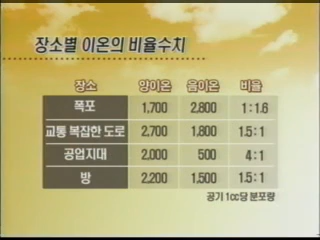 장소별 이온의 비율수치
장소 양이온 음이온 비율
폭포 1,700 2,800 1:1.6
교통 복잡한 도로 2,700 1,800 1.5:1
공업지대 2,000 500 4:1
방 2,200 1,500 1.5:1
공기 1cc당 분포량